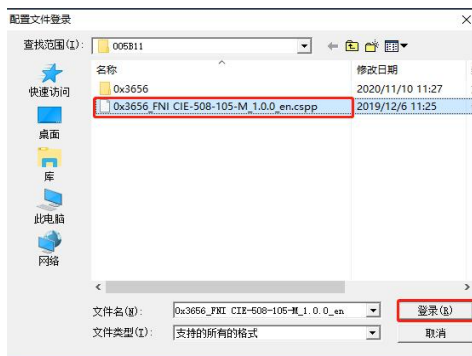 配置文件登录
查找范围(I):
005B11
名称
修改日期
0x3656
2020/11/10 11:27
0x3656_FNI CIE-508-105-M_1.0.0_en.cspp
2019/12/6 11:25
快速访问
桌面
库
此电脑
网络
文件名(N):
0x3656_FNI CIE-508-105-M_1.0.0_en
登录(R)
文件类型(T):
支持的所有的格式
取消